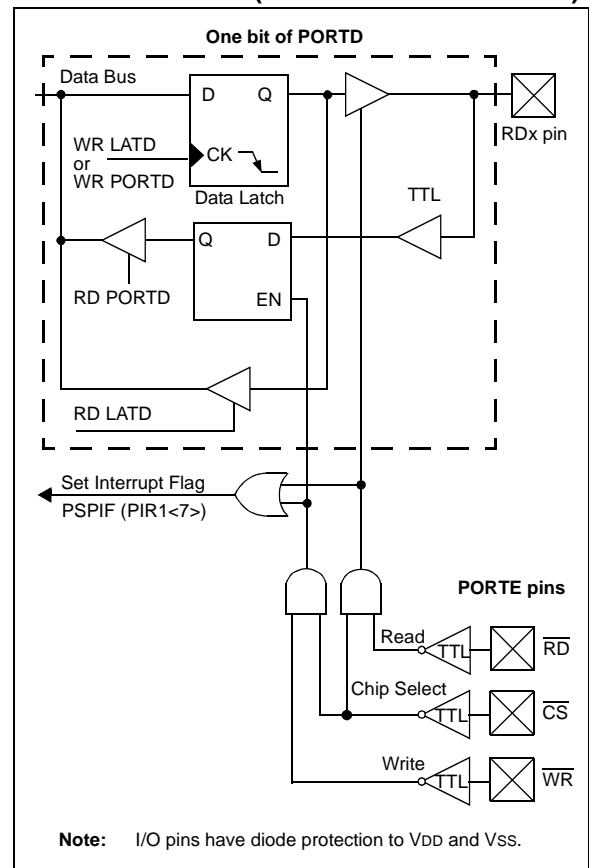 One bit of PORTD
Data Bus
D Q
RDx pin
WR LATD
or
WR PORTD
CK
Data Latch
TTL
Q D
RD PORTD
EN
RD LATD
Set Interrupt Flag
PSPIF (PIR1<7>)
PORTE pins
Read
TTL
RD
Chip Select
TTL
CS
Write
TTL
WR
Note: I/O pins have diode protection to VDD and VSS.